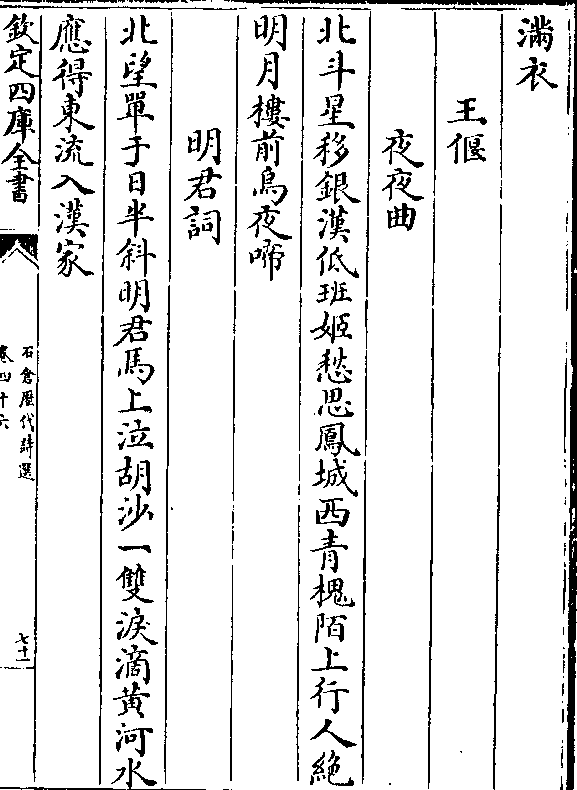 滿衣
王偃
夜夜曲
北斗星移銀漢低班姬愁思鳳城西青槐陌上行人絶
明月樓前烏夜啼
明君詞
北望單于日半斜明君馬上泣胡沙一雙淚滴黄河水
應得東流入漢家
欽定四庫全書
石倉歷代詩選
卷四十六
七十一